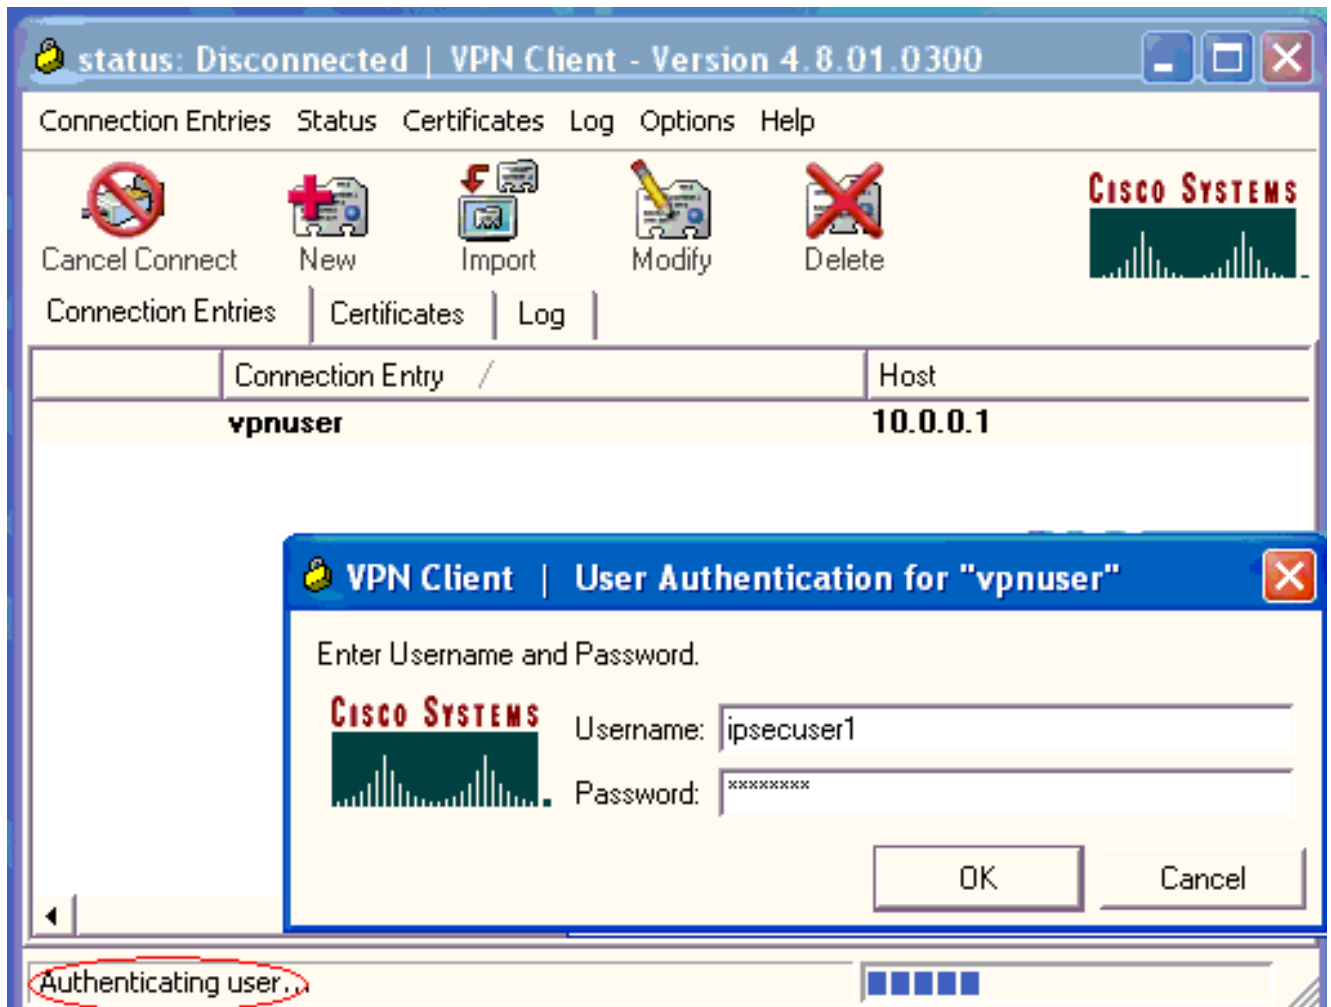 status: Disconnected | VPN Client - Version 4.8.01.0300
Connection Entries Status Certificates Log Options Help
Cancel Connect New Import Modify Delete
CISCO SYSTEMS
Connection Entries Certificates Log
Connection Entry Host
vpnuser 10.0.0.1
VPN Client | User Authentication for "vpnuser"
Enter Username and Password.
CISCO SYSTEMS
Username: ipsecuser1
Password: ********
OK Cancel
Authenticating user...